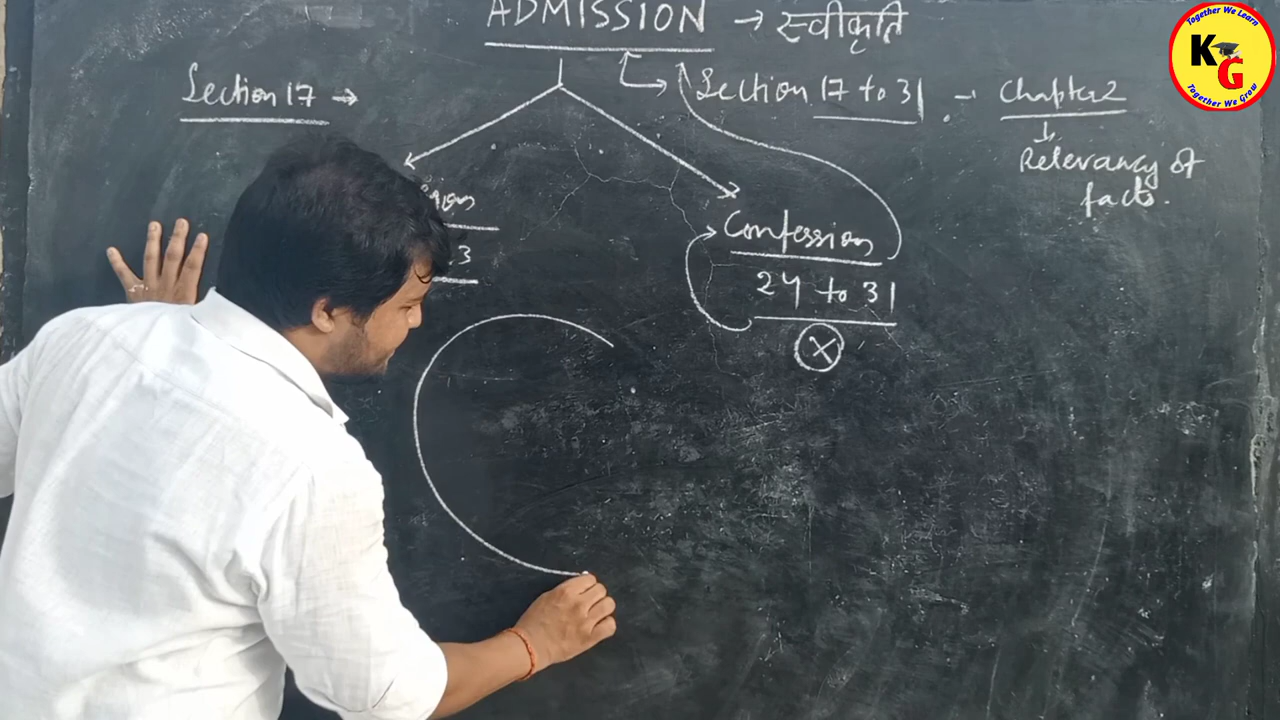 ADMISSION → स्वीकृति
Section 17 →
Section 17 to 31 - Chapter 2
Relevancy of
facts.
Confession
24 to 31
X
3
Together We Learn
KG
Together We Grow